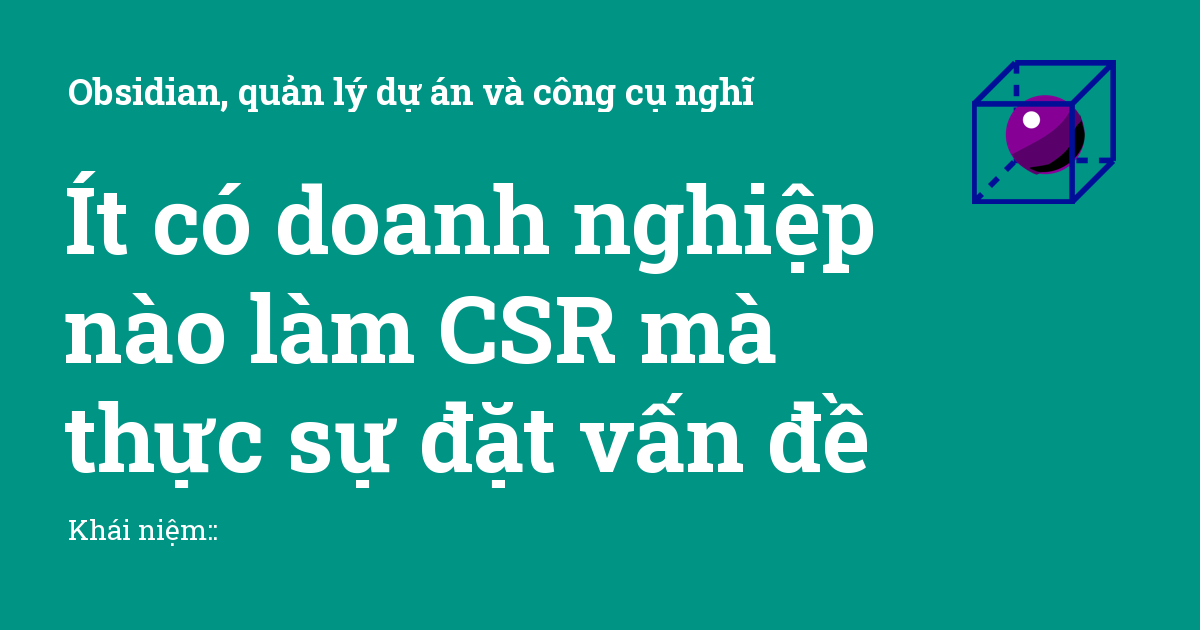 Obsidian, quản lý dự án và công cụ nghĩ
Ít có doanh nghiệp
nào làm CSR mà
thực sự đặt vấn đề
Khái niệm::